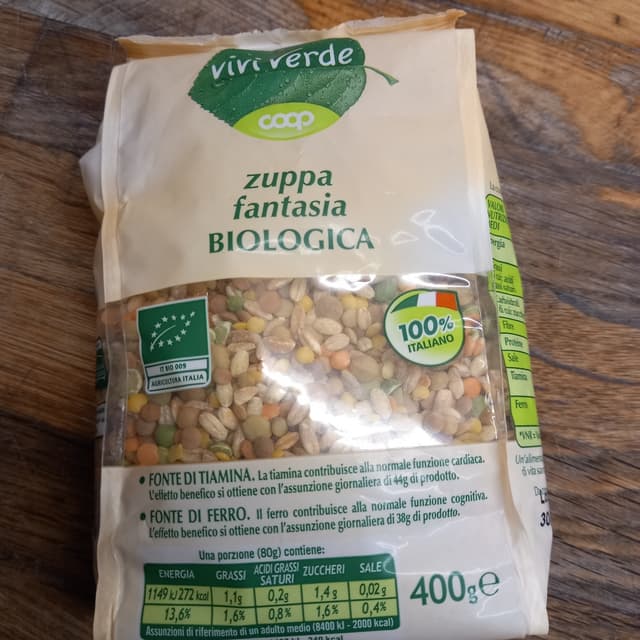 vivi verde
coop
zuppa
fantasia
BIOLOGICA
IT BIO 009
AGRICOLTURA ITALIA
100%
ITALIANO
• FONTE DI TIAMINA. La tiamina contribuisce alla normale funzione cardiaca.
L'effetto benefico si ottiene con l'assunzione giornaliera di 44g di prodotto.
• FONTE DI FERRO. Il ferro contribuisce alla normale funzione cognitiva.
L'effetto benefico si ottiene con l'assunzione giornaliera di 38g di prodotto.
Una porzione (80g) contiene:
ENERGIA GRASSI ACIDI GRASSI SATURI ZUCCHERI SALE
1149 kJ 272 kcal 1,1g 0,2g 1,4g 0,02g
13,6% 1,6% 0,8% 1,6% 0,4%
Assunzioni di riferimento di un adulto medio (8400 kJ - 2000 kcal)
400g e
Fibre
Proteine
Sale
Tiamina
Ferro